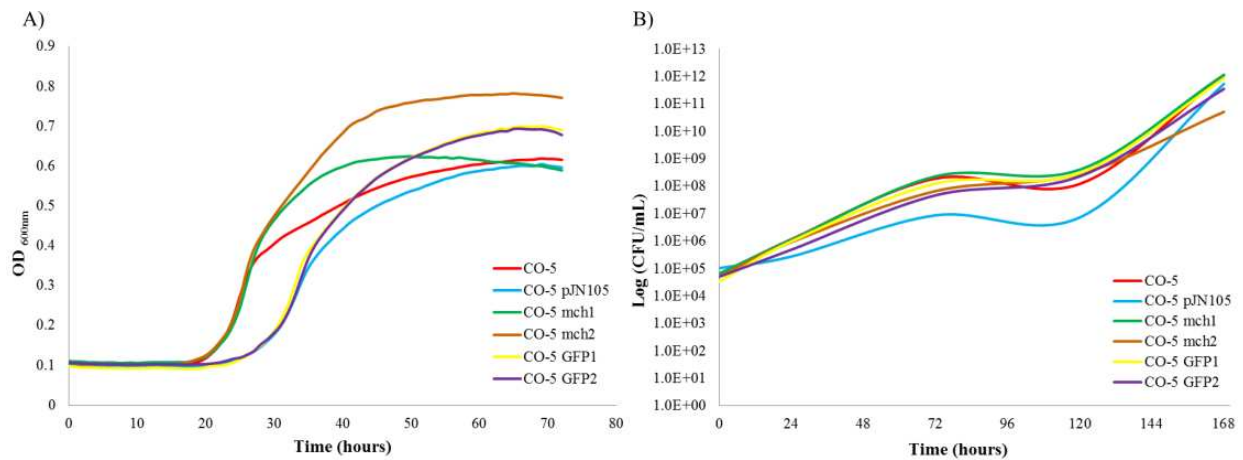 A)
0.9
0.8
0.7
0.6
0.5
0.4
0.3
0.2
0.1
0
OD 600nm
0 10 20 30 40 50 60 70 80
Time (hours)
CO-5
CO-5 pJN105
CO-5 mch1
CO-5 mch2
CO-5 GFP1
CO-5 GFP2
B)
1.0E+13
1.0E+12
1.0E+11
1.0E+10
1.0E+09
1.0E+08
1.0E+07
1.0E+06
1.0E+05
1.0E+04
1.0E+03
1.0E+02
1.0E+01
1.0E+00
Log (CFU/mL)
0 24 48 72 96 120 144 168
Time (hours)
CO-5
CO-5 pJN105
CO-5 mch1
CO-5 mch2
CO-5 GFP1
CO-5 GFP2